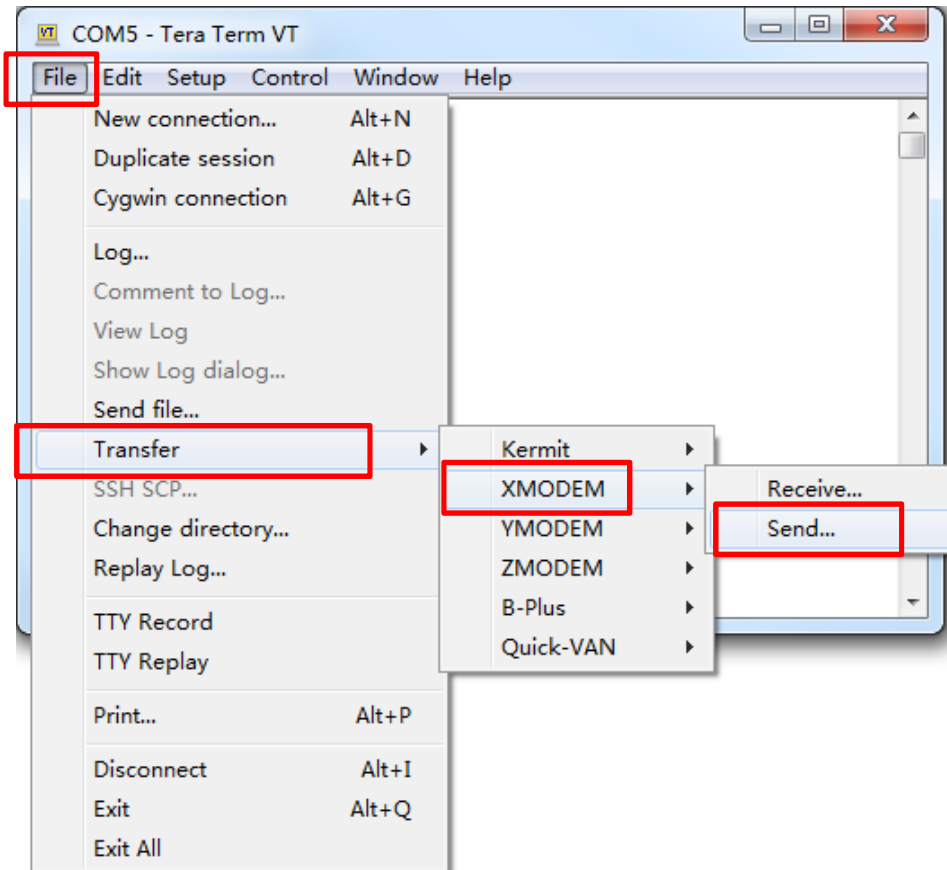 VT COM5 - Tera Term VT
File Edit Setup Control Window Help
New connection... Alt+N
Duplicate session Alt+D
Cygwin connection Alt+G
Log...
Comment to Log...
View Log
Show Log dialog...
Send file...
Transfer
SSH SCP...
Change directory...
Replay Log...
TTY Record
TTY Replay
Print... Alt+P
Disconnect Alt+I
Exit Alt+Q
Exit All
Kermit
XMODEM
YMODEM
ZMODEM
B-Plus
Quick-VAN
Receive...
Send...